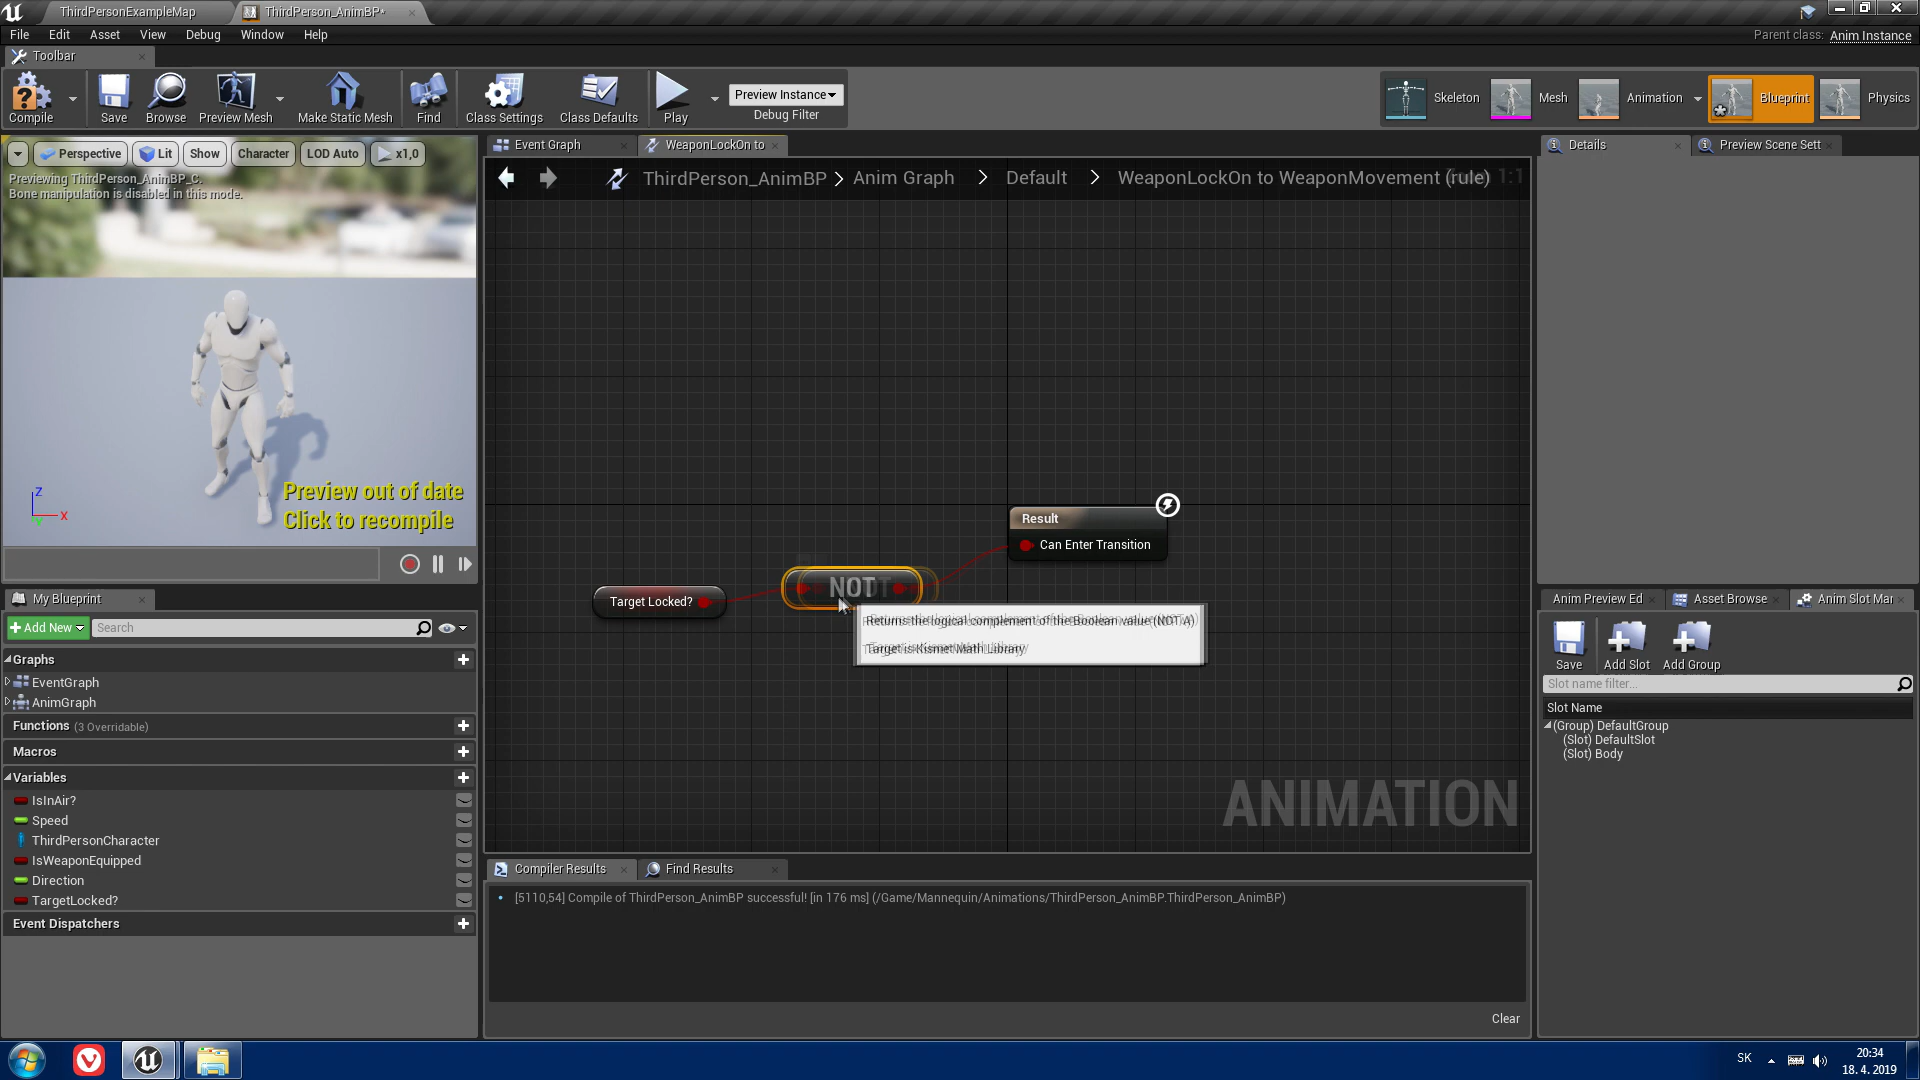 ThirdPersonExampleMap
ThirdPerson_AnimBP*
File Edit Asset View Debug Window Help
Parent class: Anim Instance
Toolbar
Compile
Save
Browse
Preview Mesh
Make Static Mesh
Find
Class Settings
Class Defaults
Play
Preview Instance
Debug Filter
Skeleton
Mesh
Animation
Blueprint
Physics
Perspective
Lit
Show
Character
LOD Auto
x1,0
Previewing ThirdPerson_AnimBP_C.
Bone manipulation is disabled in this mode.
Z
X
Y
Preview out of date
Click to recompile
Event Graph
WeaponLockOn to
ThirdPerson_AnimBP > Anim Graph > Default > WeaponLockOn to WeaponMovement (rule)
1:1
Result
Can Enter Transition
Target Locked?
NOT
Returns the logical complement of the Boolean value (NOT A)
Target is Kismet Math Library
ANIMATION
Details
Preview Scene Sett
My Blueprint
Add New
Search
Graphs
EventGraph
AnimGraph
Functions (3 Overridable)
Macros
Variables
IsInAir?
Speed
ThirdPersonCharacter
IsWeaponEquipped
Direction
TargetLocked?
Event Dispatchers
Compiler Results
Find Results
[5110,54] Compile of ThirdPerson_AnimBP successful! [in 176 ms] (/Game/Mannequin/Animations/ThirdPerson_AnimBP.ThirdPerson_AnimBP)
Clear
Anim Preview Ed
Asset Browse
Anim Slot Mar
Save
Add Slot
Add Group
Slot name filter...
Slot Name
(Group) DefaultGroup
(Slot) DefaultSlot
(Slot) Body
SK
20:34
18. 4. 2019